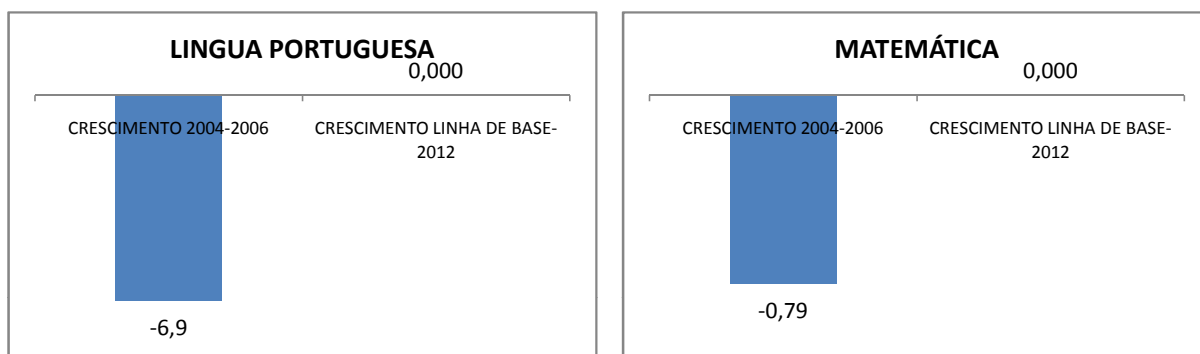 LINGUA PORTUGUESA
0,000
CRESCIMENTO 2004-2006
CRESCIMENTO LINHA DE BASE-
2012
-6,9
MATEMÁTICA
0,000
CRESCIMENTO 2004-2006
CRESCIMENTO LINHA DE BASE-
2012
-0,79